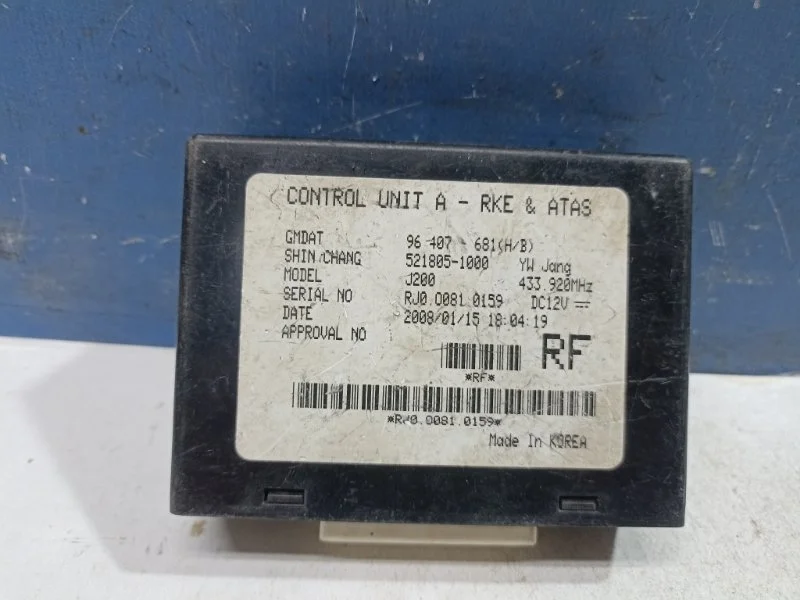 CONTROL UNIT A - RKE & ATAS
GMDAT 96 407 - 681(H/B)
SHIN CHANG 521805-1000 YW Jang
MODEL J200 433.920MHz
SERIAL NO RJ0.0081.0159 DC12V
DATE 2008/01/15 18:04:19
APPROVAL NO
RF
*RF*
*RJ0.0081.0159*
Made In KOREA